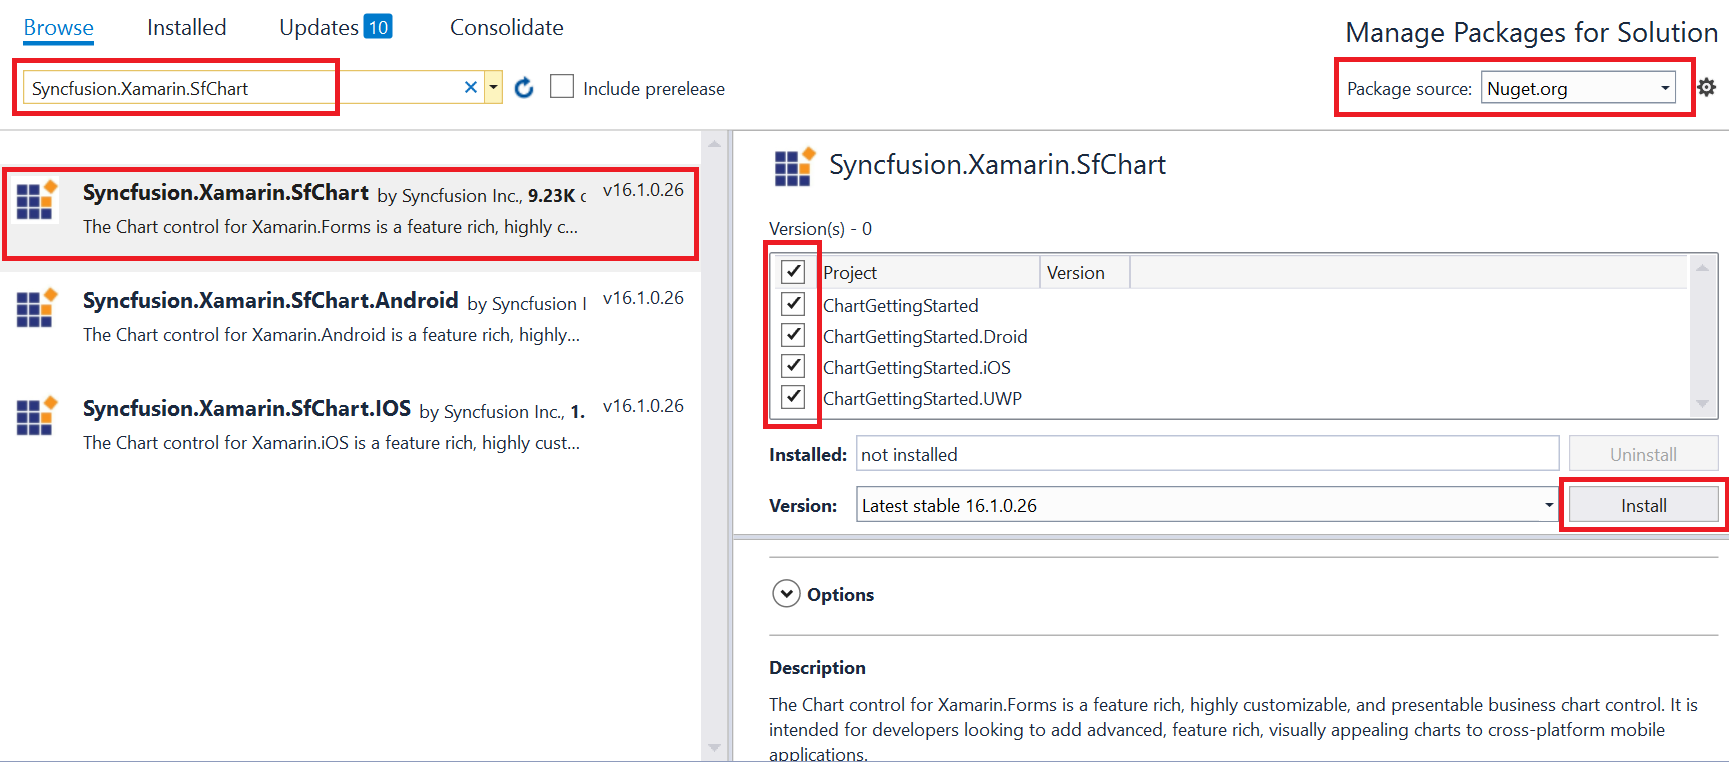 Browse Installed Updates 10 Consolidate
Manage Packages for Solution
Syncfusion.Xamarin.SfChart
Include prerelease
Package source: Nuget.org
Syncfusion.Xamarin.SfChart by Syncfusion Inc., 9.23K v16.1.0.26
The Chart control for Xamarin.Forms is a feature rich, highly c...
Syncfusion.Xamarin.SfChart.Android by Syncfusion v16.1.0.26
The Chart control for Xamarin.Android is a feature rich, highly...
Syncfusion.Xamarin.SfChart.IOS by Syncfusion Inc., 1. v16.1.0.26
The Chart control for Xamarin.iOS is a feature rich, highly cust...
Syncfusion.Xamarin.SfChart
Version(s) - 0
Project Version
ChartGettingStarted
ChartGettingStarted.Droid
ChartGettingStarted.iOS
ChartGettingStarted.UWP
Installed: not installed Uninstall
Version: Latest stable 16.1.0.26 Install
Options
Description
The Chart control for Xamarin.Forms is a feature rich, highly customizable, and presentable business chart control. It is
intended for developers looking to add advanced, feature rich, visually appealing charts to cross-platform mobile
applications.